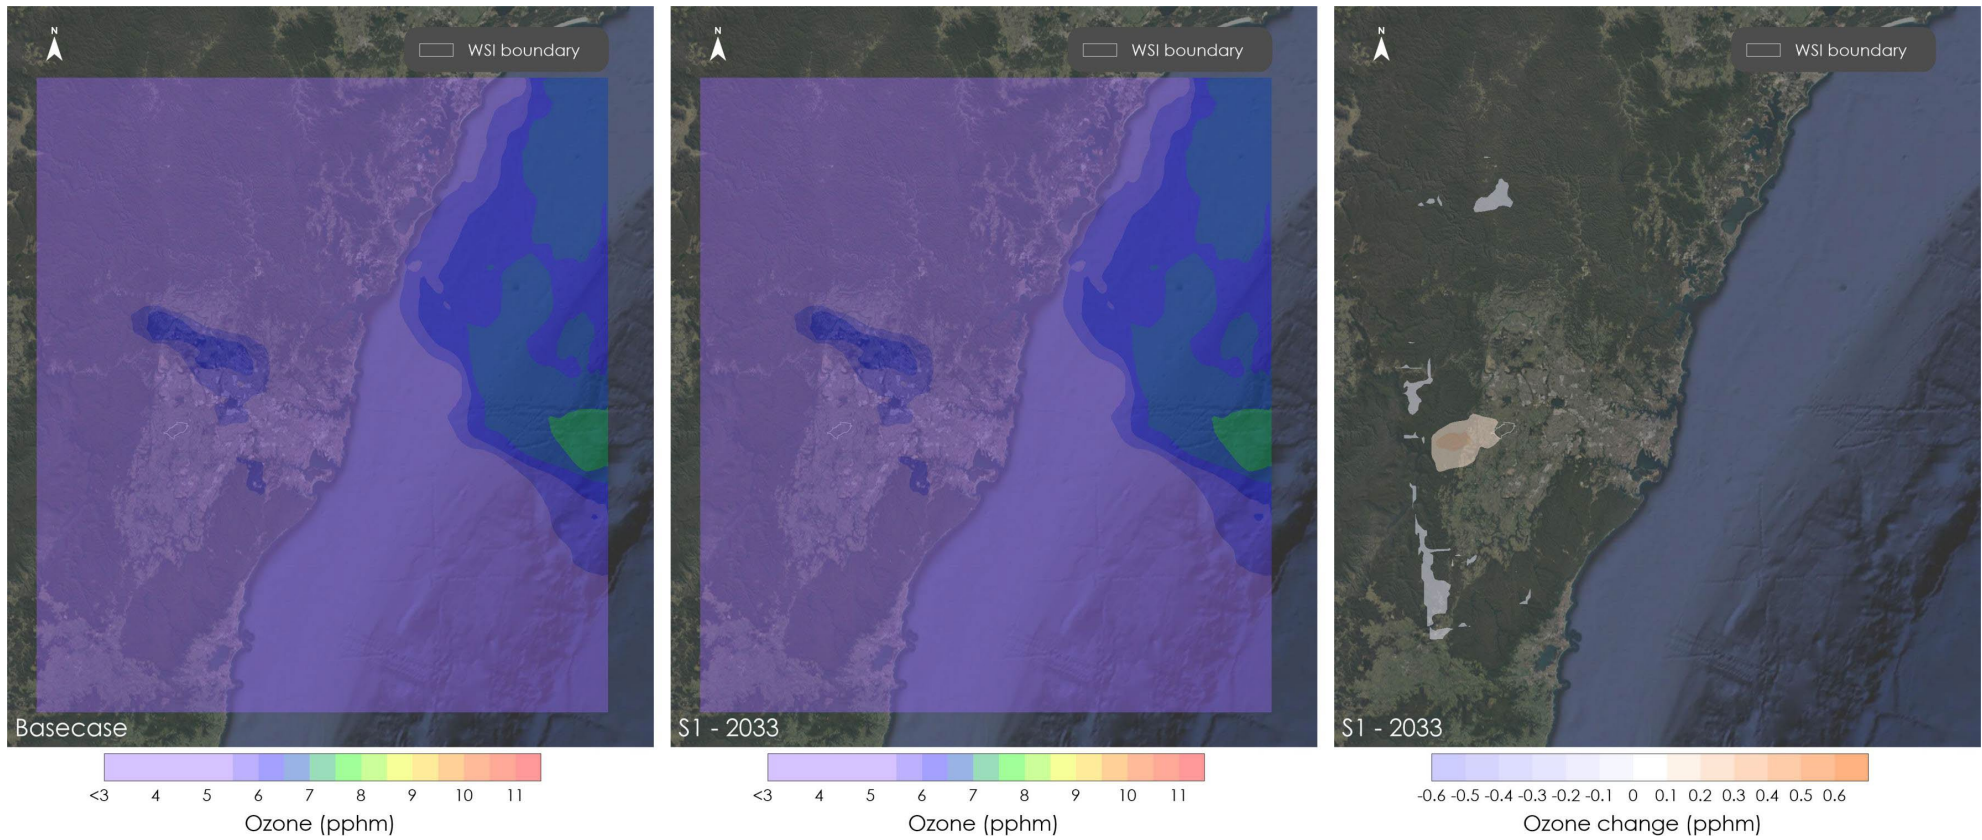 N
WSI boundary
Basecase
<3 4 5 6 7 8 9 10 11
Ozone (pphm)
N
WSI boundary
S1 - 2033
<3 4 5 6 7 8 9 10 11
Ozone (pphm)
N
WSI boundary
S1 - 2033
-0.6 -0.5 -0.4 -0.3 -0.2 -0.1 0 0.1 0.2 0.3 0.4 0.5 0.6
Ozone change (pphm)